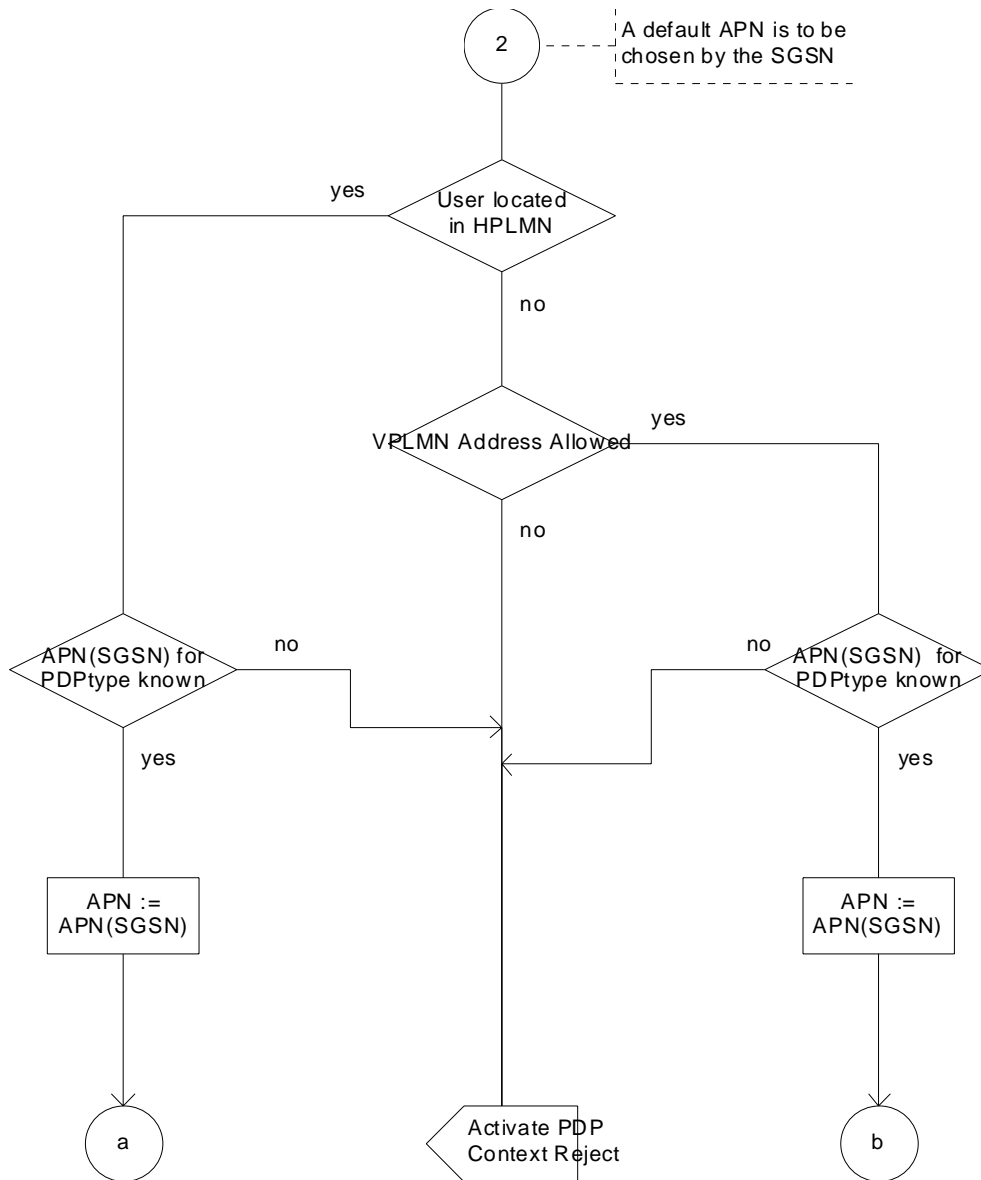 2
A default APN is to be
chosen by the SGSN
yes
User located
in HPLMN
no
VPLMN Address Allowed
yes
no
APN(SGSN) for
PDPtype known
no
no
APN(SGSN) for
PDPtype known
yes
yes
APN :=
APN(SGSN)
APN :=
APN(SGSN)
a
Activate PDP
Context Reject
b